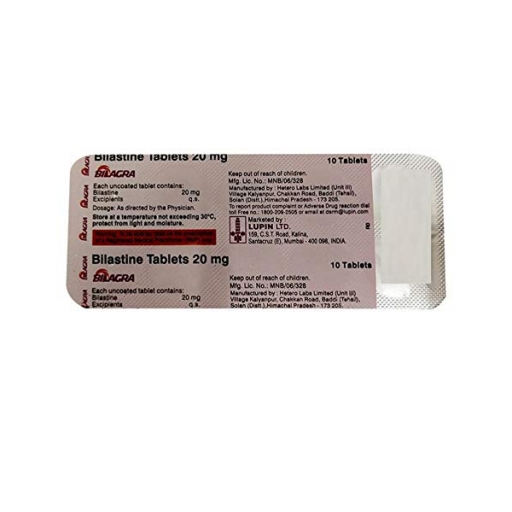 Bilastine Tablets 20 mg
10 Tablets
BILAGRA
BILAGRA
Each uncoated tablet contains:
Bilastine 20 mg
Excipients q.s.
Dosage: As directed by the Physician.
Store at a temperature not exceeding 30°C,
protect from light and moisture.
BILAGRA
Keep out of reach of children.
Mfg. Lic. No.: MNB/06/328
Manufactured by : Hetero Labs Limited (Unit III)
Village Kalyanpur, Chakkan Road, Baddi (Tehsil),
Solan (Distt.), Himachal Pradesh - 173 205.
To report product complaint or Adverse Drug reaction dial
toll Free no.: 1800-209-2505 or email at
Marketed by :
LUPIN LTD.
159, C.S.T. Road, Kalina,
Santacruz (E), Mumbai - 400 098, INDIA.
Bilastine Tablets 20 mg
10 Tablets
BILAGRA
BILAGRA
Each uncoated tablet contains:
Bilastine 20 mg
Excipients q.s.
Keep out of reach of children.
Mfg. Lic. No.: MNB/06/328
Manufactured by : Hetero Labs Limited (Unit III)
Village Kalyanpur, Chakkan Road, Baddi (Tehsil),
Solan (Distt.), Himachal Pradesh - 173 205.